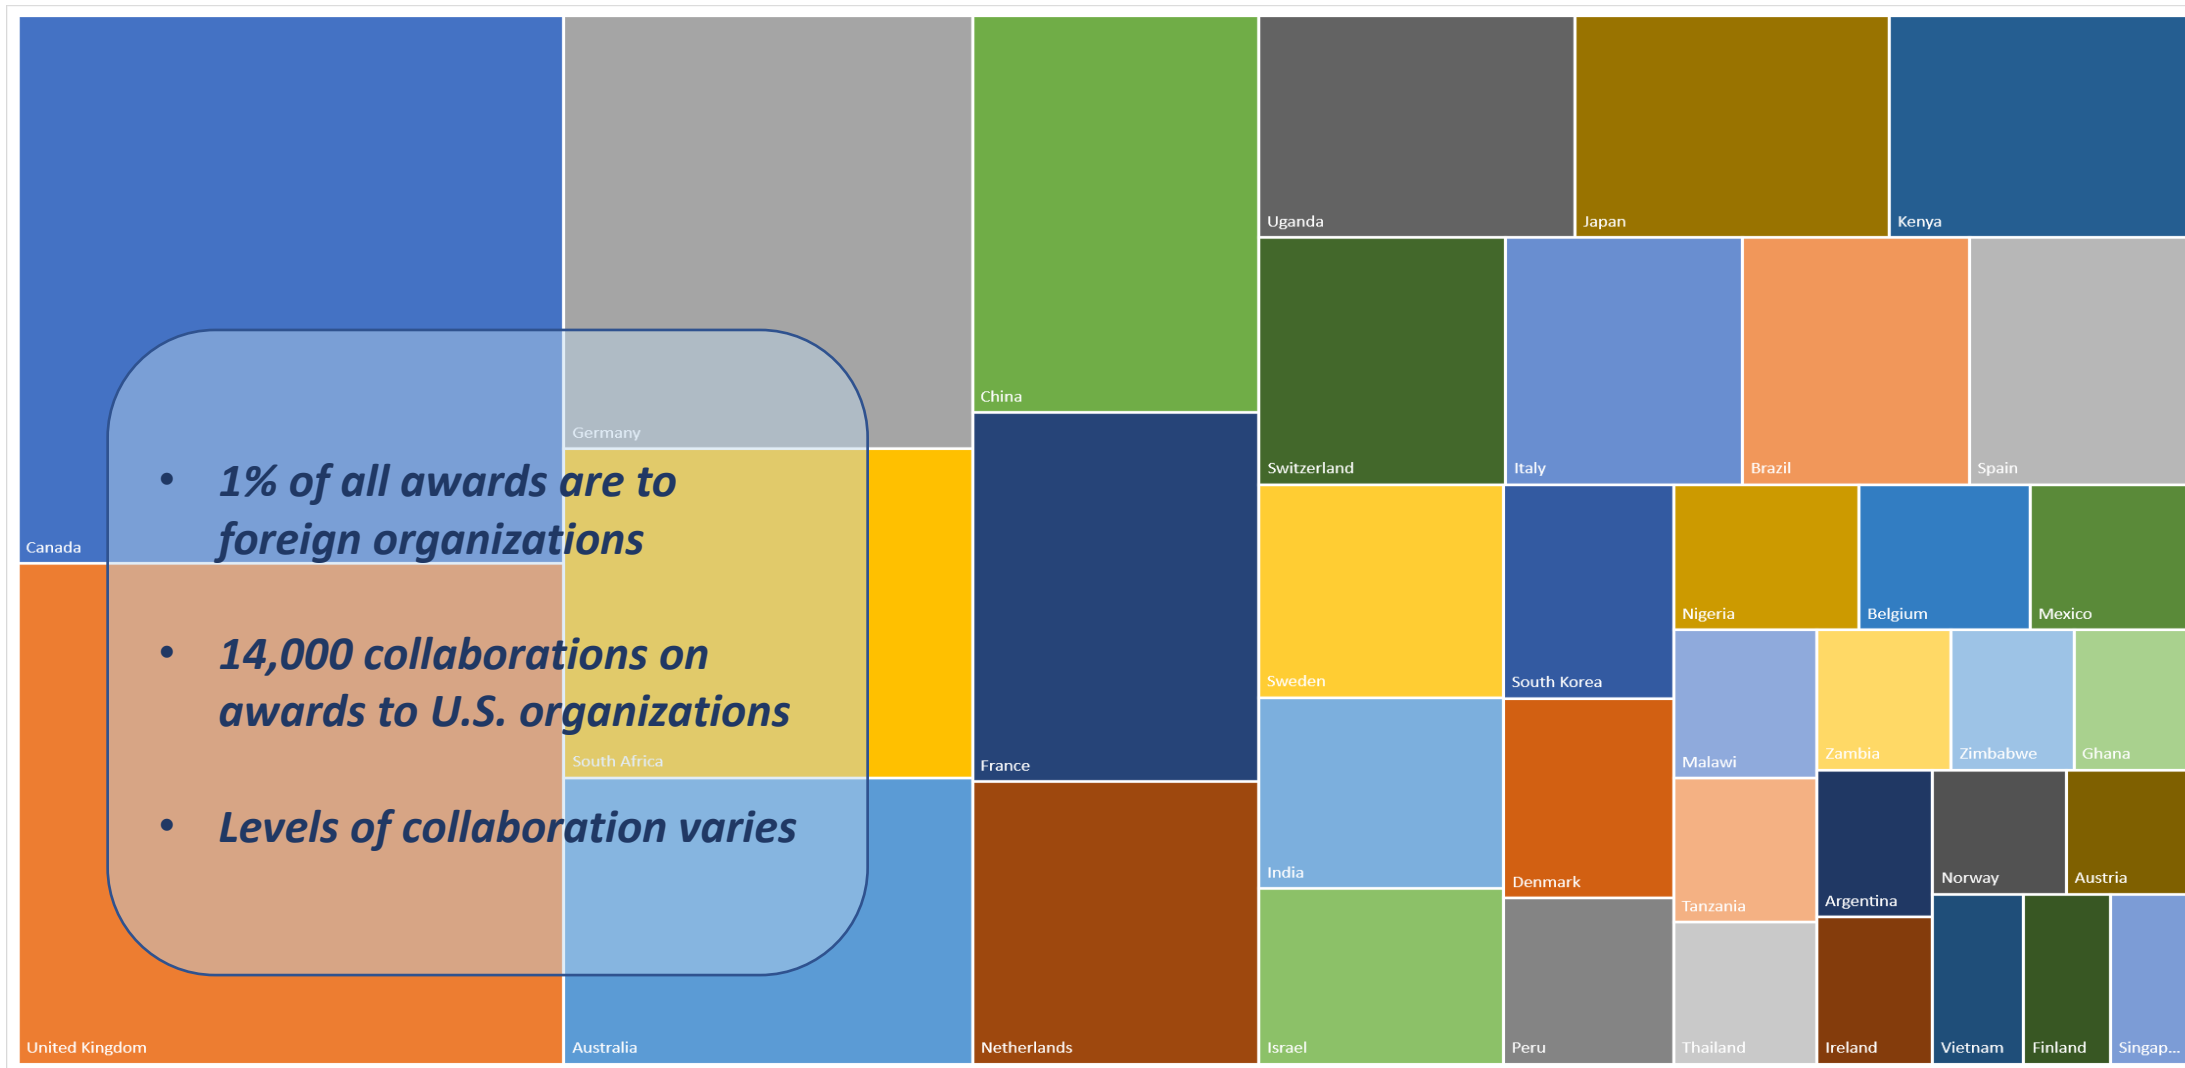 Canada
United Kingdom
Germany
South Africa
Australia
• 1% of all awards are to
foreign organizations
• 14,000 collaborations on
awards to U.S. organizations
• Levels of collaboration varies
China
France
Netherlands
Uganda
Japan
Kenya
Switzerland
Italy
Brazil
Spain
Sweden
India
Israel
South Korea
Denmark
Peru
Nigeria
Belgium
Mexico
Malawi
Zambia
Zimbabwe
Ghana
Tanzania
Thailand
Argentina
Norway
Austria
Ireland
Vietnam
Finland
Singap...